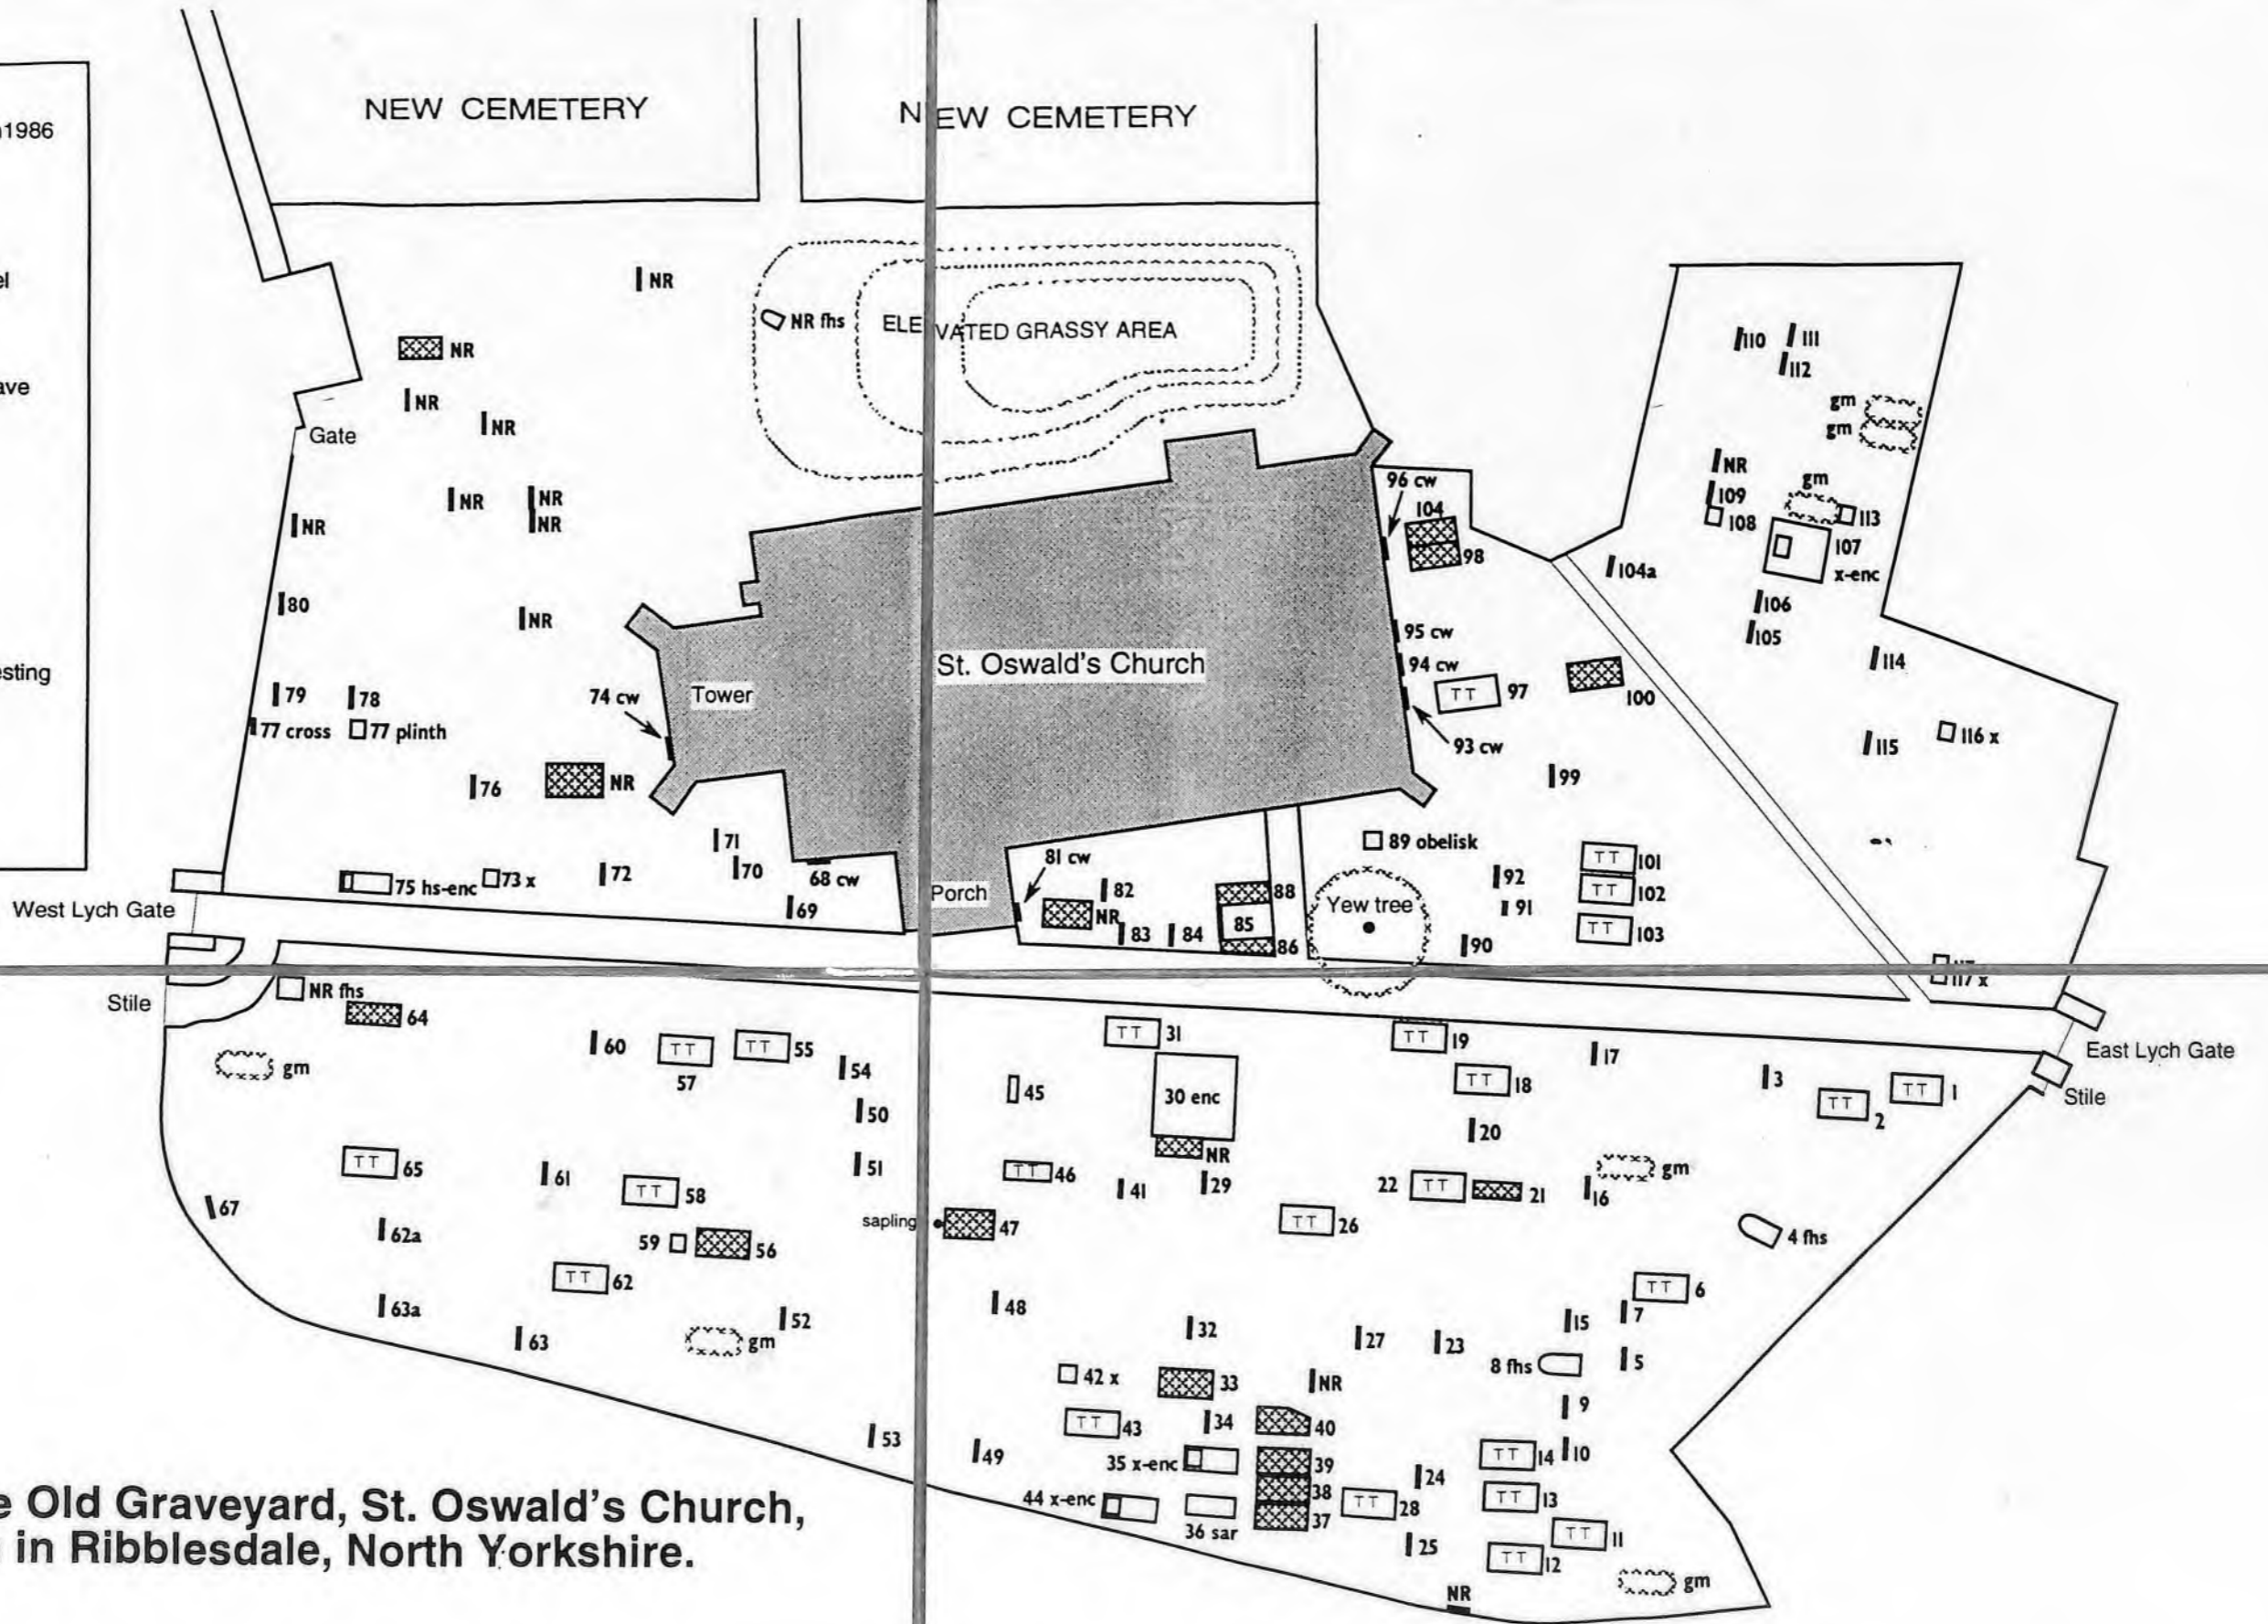 1986
el
ave
esting
NEW CEMETERY
NEW CEMETERY
NR
NR fhs
ELEVATED GRASSY AREA
NR
NR
NR
Gate
NR
NR
NR
NR
80
NR
79
78
77 cross
77 plinth
74 cw
Tower
St. Oswald's Church
76
NR
71
70
68 cw
69
72
73 x
75 hs-enc
West Lych Gate
Porch
81 cw
82
NR
83
84
85
88
86
96 cw
104
98
95 cw
94 cw
TT 97
93 cw
100
99
89 obelisk
Yew tree
92
91
90
TT 101
TT 102
TT 103
104a
110
111
112
gm
gm
NR
109
108
gm
113
107
x-enc
106
105
114
115
116 x
117 x
East Lych Gate
Stile
Stile
NR fhs
64
gm
60
TT
57
TT 55
54
50
51
TT 65
61
TT 58
67
62a
59
56
TT 62
63a
63
gm
52
53
sapling
47
45
TT 46
TT 31
30 enc
NR
41
29
TT 26
TT 19
TT 18
17
20
22 TT
21
16
gm
3
TT 2
TT 1
4 fhs
TT 6
7
15
5
8 fhs
9
10
TT 14
TT 13
TT 11
TT 12
gm
48
32
27
23
42 x
33
NR
TT 43
34
40
35 x-enc
39
38
37
44 x-enc
36 sar
TT 28
24
25
NR
49
e Old Graveyard, St. Oswald's Church,
in Ribblesdale, North Yorkshire.